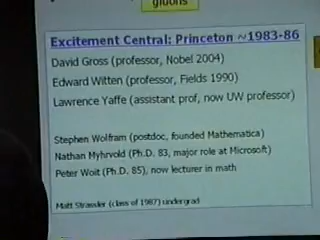 gluons
Excitement Central: Princeton ~1983-86
David Gross (professor, Nobel 2004)
Edward Witten (professor, Fields 1990)
Lawrence Yaffe (assistant prof, now UW professor)
Stephen Wolfram (postdoc, founded Mathematica)
Nathan Myhrvold (Ph.D. 83, major role at Microsoft)
Peter Woit (Ph.D. 85), now lecturer in math
Matt Strassler (class of 1987) undergrad